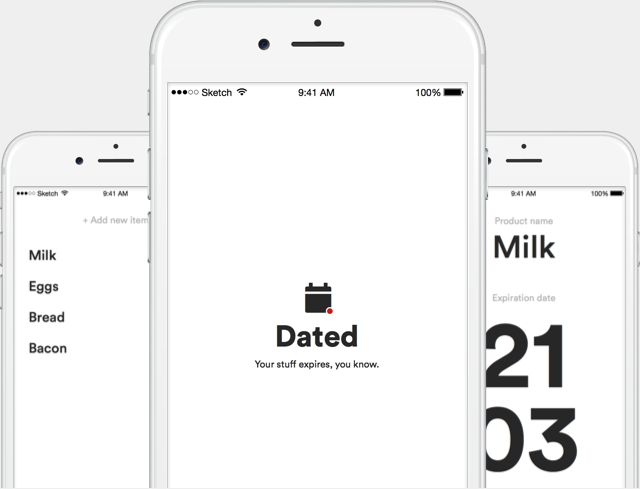 Sketch 9:41 AM 100%
Dated
Your stuff expires, you know.
Sketch 9:41 AM
+ Add new item
Milk
Eggs
Bread
Bacon
9:41 AM 100%
Product name
Milk
Expiration date
21
03